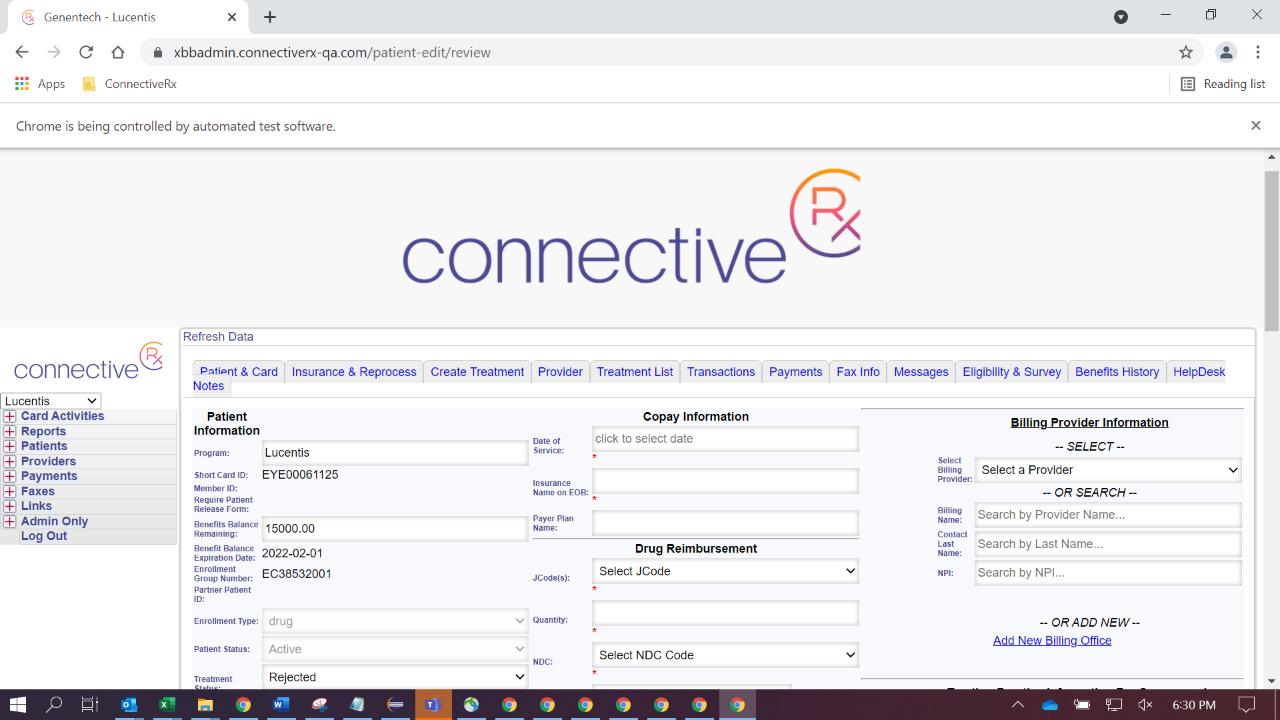 Genentech - Lucentis
xbbadmin.connectiverx-qa.com/patient-edit/review
Apps
ConnectiveRx
Reading list
Chrome is being controlled by automated test software.
connective Rx
connective Rx
Lucentis
Card Activities
Reports
Patients
Providers
Payments
Faxes
Links
Admin Only
Log Out
Refresh Data
Patient & Card
Insurance & Reprocess
Create Treatment
Provider
Treatment List
Transactions
Payments
Fax Info
Messages
Eligibility & Survey
Benefits History
HelpDesk
Notes
Patient
Information
Program:
Lucentis
Short Card ID:
EYE00061125
Member ID:
Require Patient
Release Form:
Benefits Balance
Remaining:
15000.00
Benefit Balance
Expiration Date:
2022-02-01
Enrollment
Group Number:
EC38532001
Partner Patient
ID:
Enrollment Type:
drug
Patient Status:
Active
Treatment
Status:
Rejected
Copay Information
Date of
Service:
click to select date
*
Insurance
Name on EOB:
*
Payer Plan
Name:
Drug Reimbursement
JCode(s):
Select JCode
*
Quantity:
*
NDC:
Select NDC Code
*
Billing Provider Information
-- SELECT --
Select
Billing
Provider:
Select a Provider
-- OR SEARCH --
Billing
Name:
Search by Provider Name...
Contact
Last
Name:
Search by Last Name...
NPI:
Search by NPI...
-- OR ADD NEW --
Add New Billing Office
6:30 PM